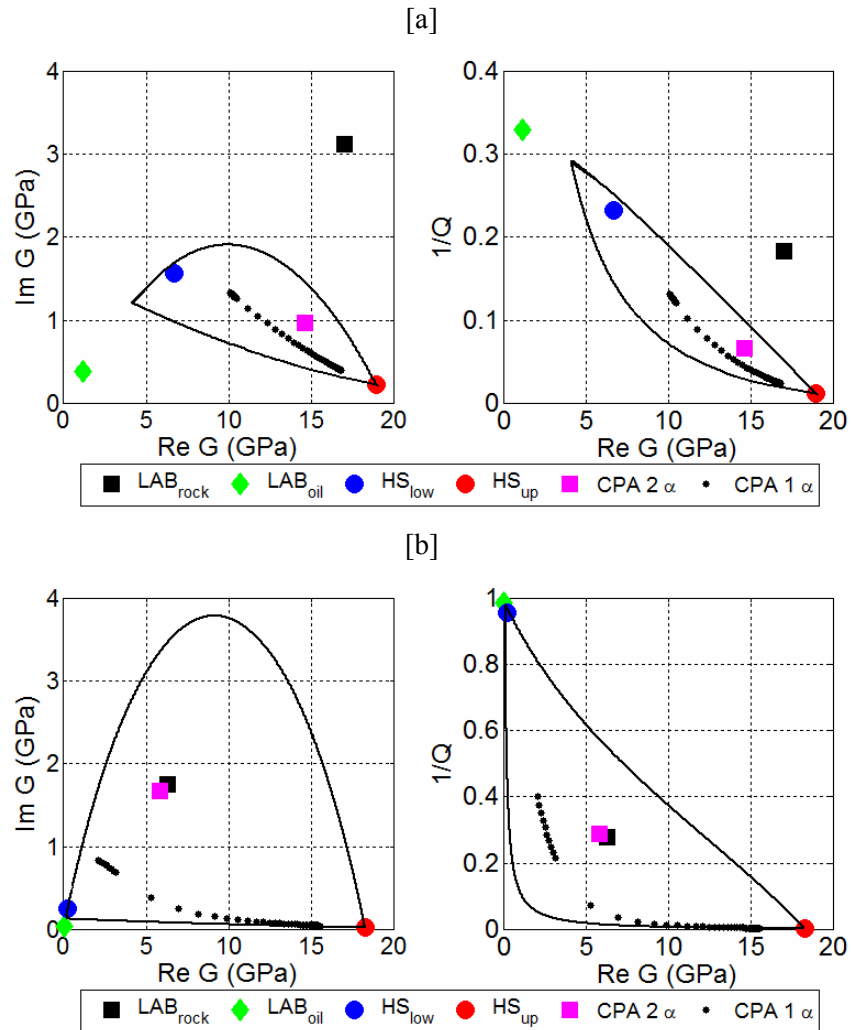 [a]
4
3
2
1
0
Im G (GPa)
0 5 10 15 20
Re G (GPa)
0.4
0.3
0.2
0.1
0
1/Q
0 5 10 15 20
Re G (GPa)
LABrock LABoil HSlow HSup CPA 2 α CPA 1 α
[b]
4
3
2
1
0
Im G (GPa)
0 5 10 15 20
Re G (GPa)
1
0.8
0.6
0.4
0.2
0
1/Q
0 5 10 15 20
Re G (GPa)
LABrock LABoil HSlow HSup CPA 2 α CPA 1 α